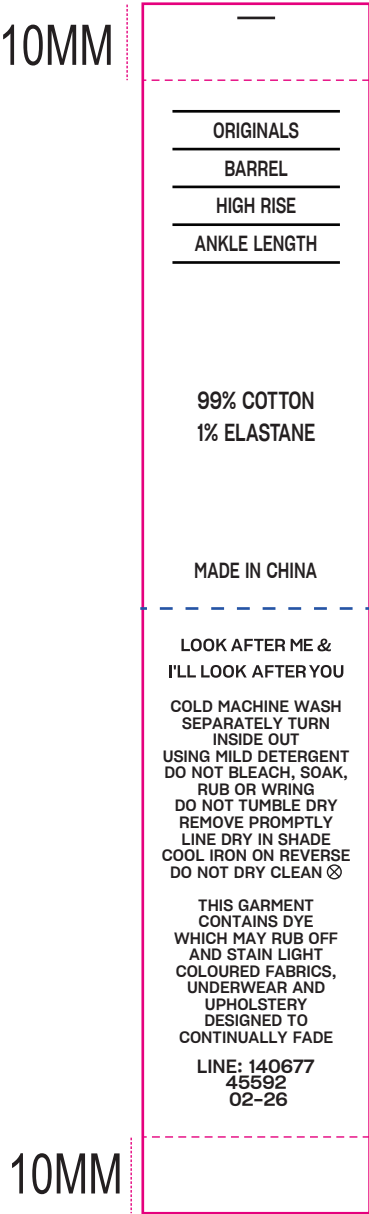 10MM
ORIGINALS
BARREL
HIGH RISE
ANKLE LENGTH
99% COTTON
1% ELASTANE
MADE IN CHINA
LOOK AFTER ME &
I'LL LOOK AFTER YOU
COLD MACHINE WASH
SEPARATELY TURN
INSIDE OUT
USING MILD DETERGENT
DO NOT BLEACH, SOAK,
RUB OR WRING
DO NOT TUMBLE DRY
REMOVE PROMPTLY
LINE DRY IN SHADE
COOL IRON ON REVERSE
DO NOT DRY CLEAN
THIS GARMENT
CONTAINS DYE
WHICH MAY RUB OFF
AND STAIN LIGHT
COLOURED FABRICS,
UNDERWEAR AND
UPHOLSTERY
DESIGNED TO
CONTINUALLY FADE
LINE: 140677
45592
02-26
10MM